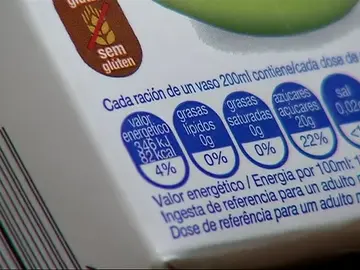 sem
glúten
Cada ración de un vaso 200ml contiene/cada dose de
valor
energético
346 kJ
82 kcal
4%
grasas
lípidos
0g
0%
grasas
saturadas
0g
0%
azúcares
açúcares
20g
22%
sal
Valor energético / Energia por 100ml:
Ingesta de referencia para un adulto
Dose de referência para um adulto